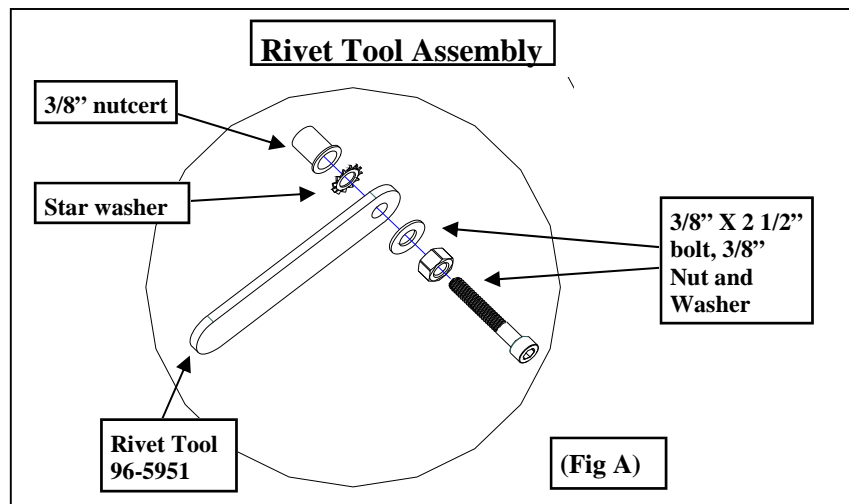 Rivet Tool Assembly
3/8” nutcert
Star washer
3/8” X 2 1/2”
bolt, 3/8”
Nut and
Washer
Rivet Tool
96-5951
(Fig A)